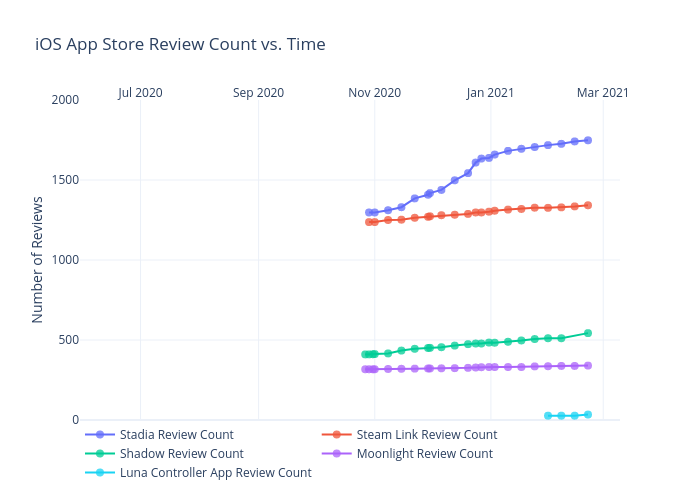 iOS App Store Review Count vs. Time
Jul 2020 Sep 2020 Nov 2020 Jan 2021 Mar 2021
2000
1500
1000
500
0
Number of Reviews
Stadia Review Count Steam Link Review Count
Shadow Review Count Moonlight Review Count
Luna Controller App Review Count